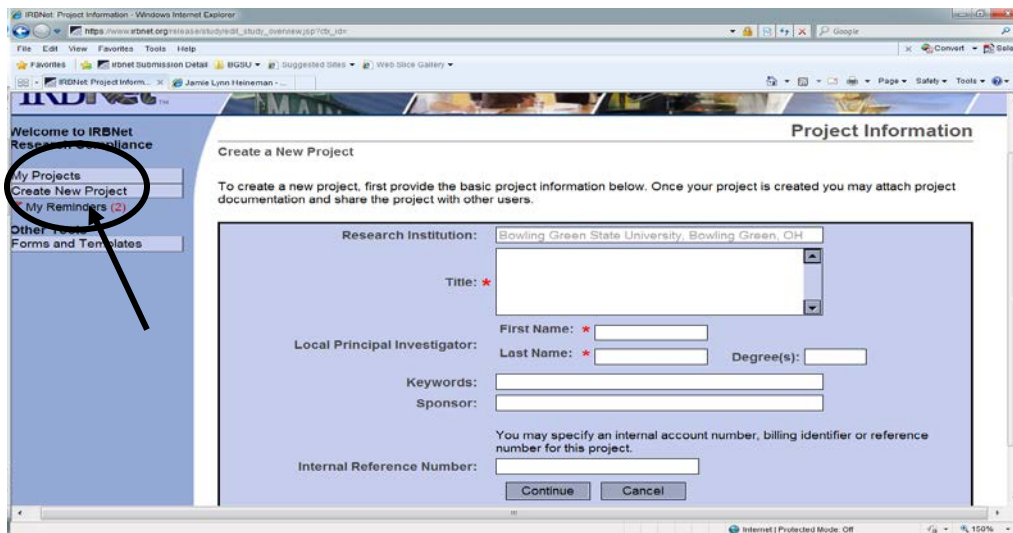 IRBNet: Project Information - Windows Internet Explorer
https://www.irbnet.org/release/study/edit_study_overview.jsp?ctx_id=
Google
File Edit View Favorites Tools Help
Convert
Favorites Irbnet Submission Detail BGSU Suggested Sites Web Slice Gallery
IRBNet: Project Inform... Jamie Lynn Heineman - ...
Page Safety Tools
IRBNet TM
Project Information
Welcome to IRBNet
Research Compliance
My Projects
Create New Project
* My Reminders (2)
Other Tools
Forms and Templates
Create a New Project
To create a new project, first provide the basic project information below. Once your project is created you may attach project
documentation and share the project with other users.
Research Institution: Bowling Green State University, Bowling Green, OH
Title: *
Local Principal Investigator:
First Name: *
Last Name: * Degree(s):
Keywords:
Sponsor:
You may specify an internal account number, billing identifier or reference
number for this project.
Internal Reference Number:
Continue Cancel
Internet | Protected Mode: Off 150%